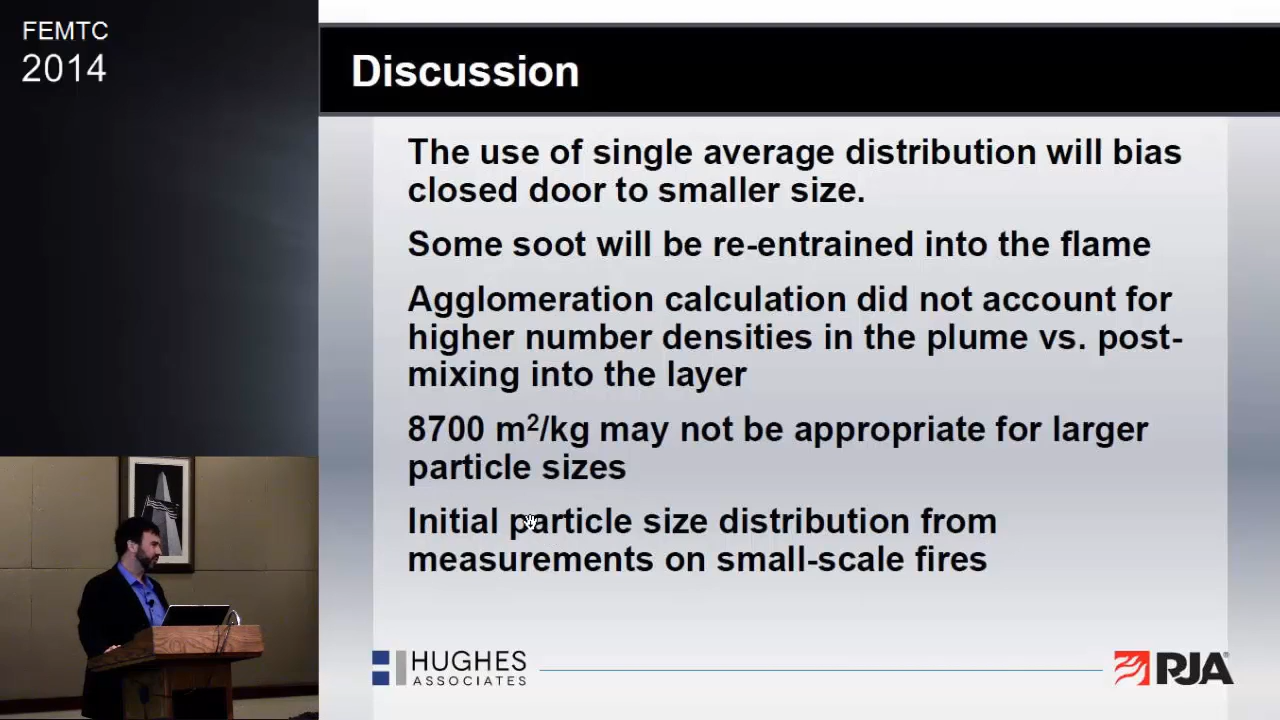 FEMTC
2014
Discussion
The use of single average distribution will bias
closed door to smaller size.
Some soot will be re-entrained into the flame
Agglomeration calculation did not account for
higher number densities in the plume vs. post-
mixing into the layer
8700 m²/kg may not be appropriate for larger
particle sizes
Initial particle size distribution from
measurements on small-scale fires
HUGHES
ASSOCIATES
RJA®